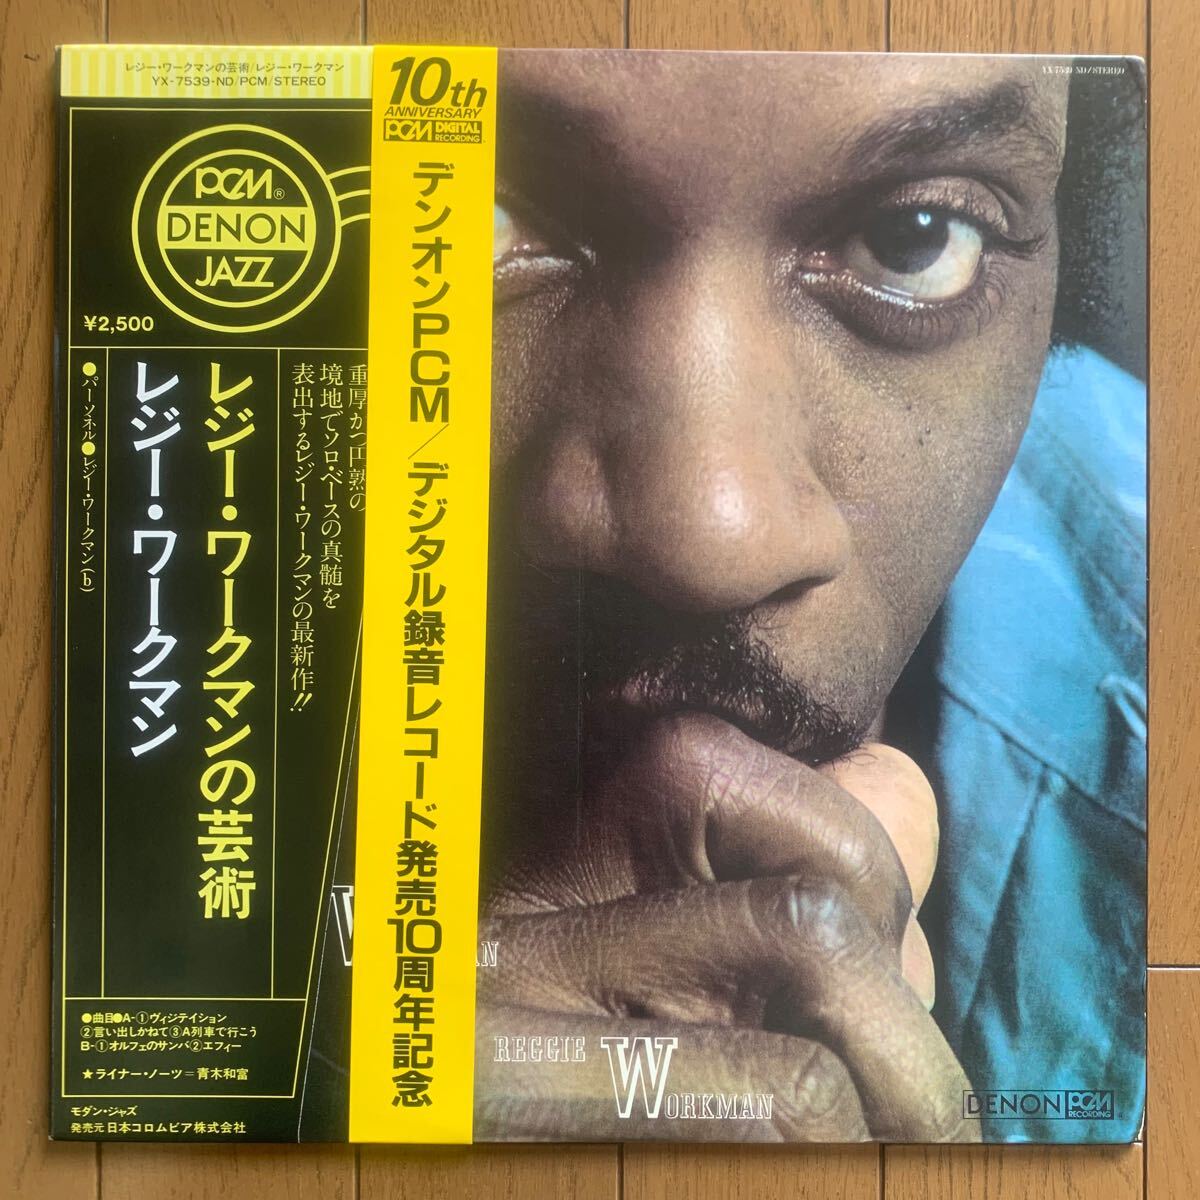 レジー・ワークマンの芸術/レジー・ワークマン
YX-7539-ND/PCM/STEREO
PCM®
DENON
JAZZ
¥2,500
重厚かつ円熟の
境地でソロ・ベースの真髄を
表出するレジー・ワークマンの最新作!!
レジー・ワークマンの芸術
レジー・ワークマン
●パーソネル●レジー・ワークマン(b)
●曲目●A-①ヴィジテイション
②言い出しかねて③A列車で行こう
B-①オルフェのサンバ②エフィー
★ライナー・ノーツ=青木和富
モダン・ジャズ
発売元日本コロムビア株式会社
10th
ANNIVERSARY
PCM DIGITAL
RECORDING
デンオンPCM/デジタル録音レコード発売10周年記念
YX-7539-ND/STEREO
REGGIE
WORKMAN
DENON PCM
RECORDING